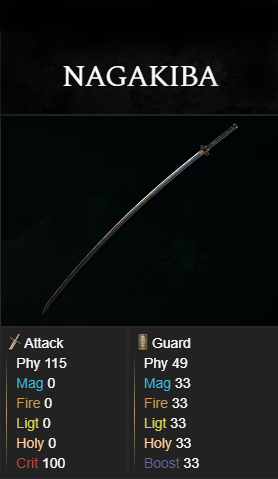 NAGAKIBA
Attack
Phy 115
Mag 0
Fire 0
Ligt 0
Holy 0
Crit 100
Guard
Phy 49
Mag 33
Fire 33
Ligt 33
Holy 33
Boost 33